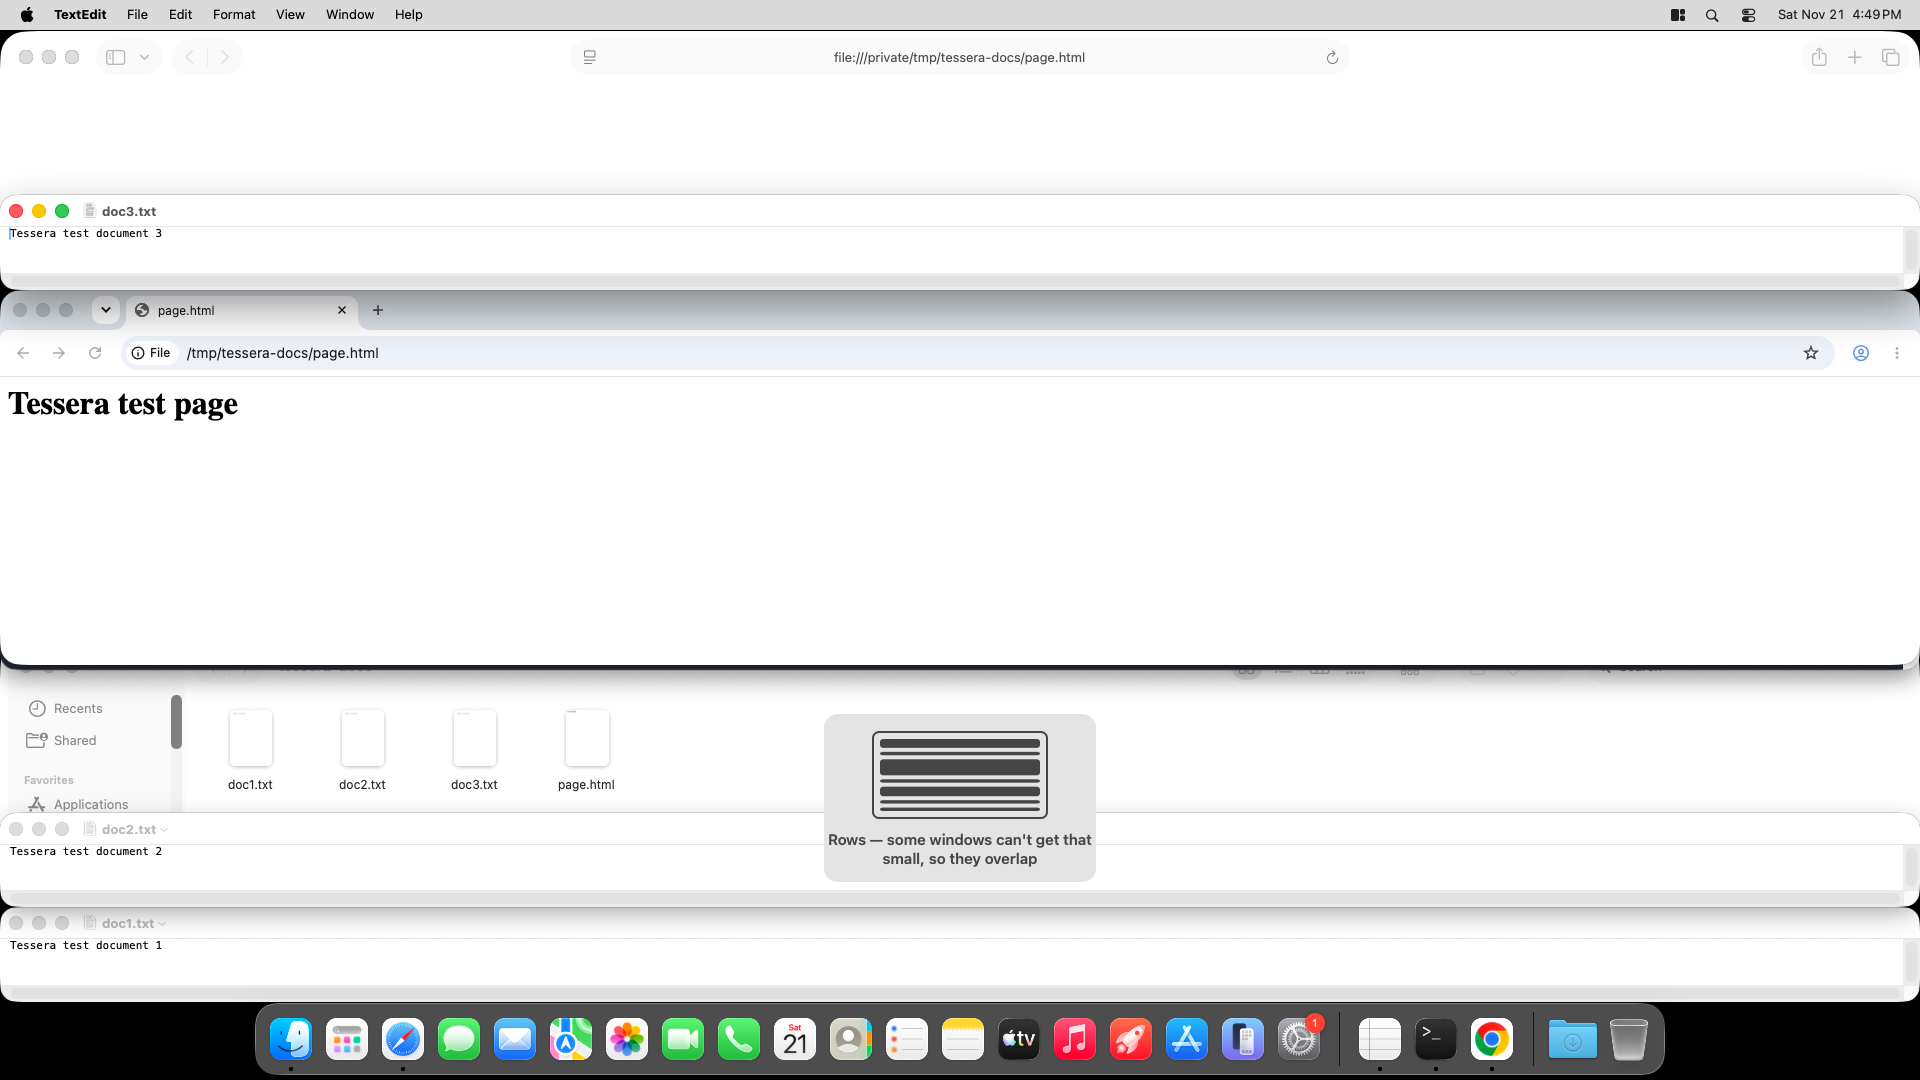 TextEdit File Edit Format View Window Help Sat Nov 21 4:49 PM
file:///private/tmp/tessera-docs/page.html
doc3.txt
Tessera test document 3
page.html
File /tmp/tessera-docs/page.html
Tessera test page
Recents
Shared
Favorites
Applications
doc1.txt doc2.txt doc3.txt page.html
Rows — some windows can't get that
small, so they overlap
doc2.txt
Tessera test document 2
doc1.txt
Tessera test document 1
Sat
21
tv
1